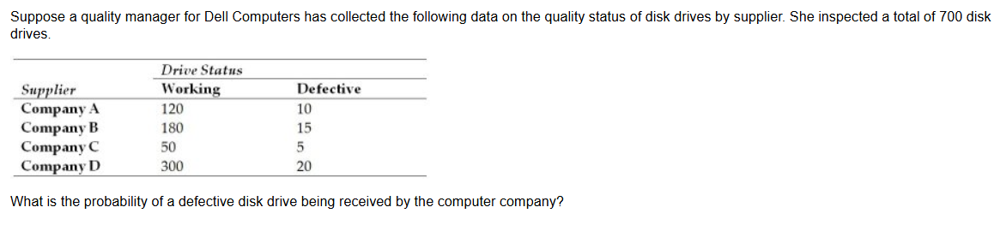 Suppose a quality manager for Dell Computers has collected the following data on the quality status of disk drives by supplier. She inspected a total of 700 disk
drives.
Drive Status
Supplier Working Defective
Company A 120 10
Company B 180 15
Company C 50 5
Company D 300 20
What is the probability of a defective disk drive being received by the computer company?